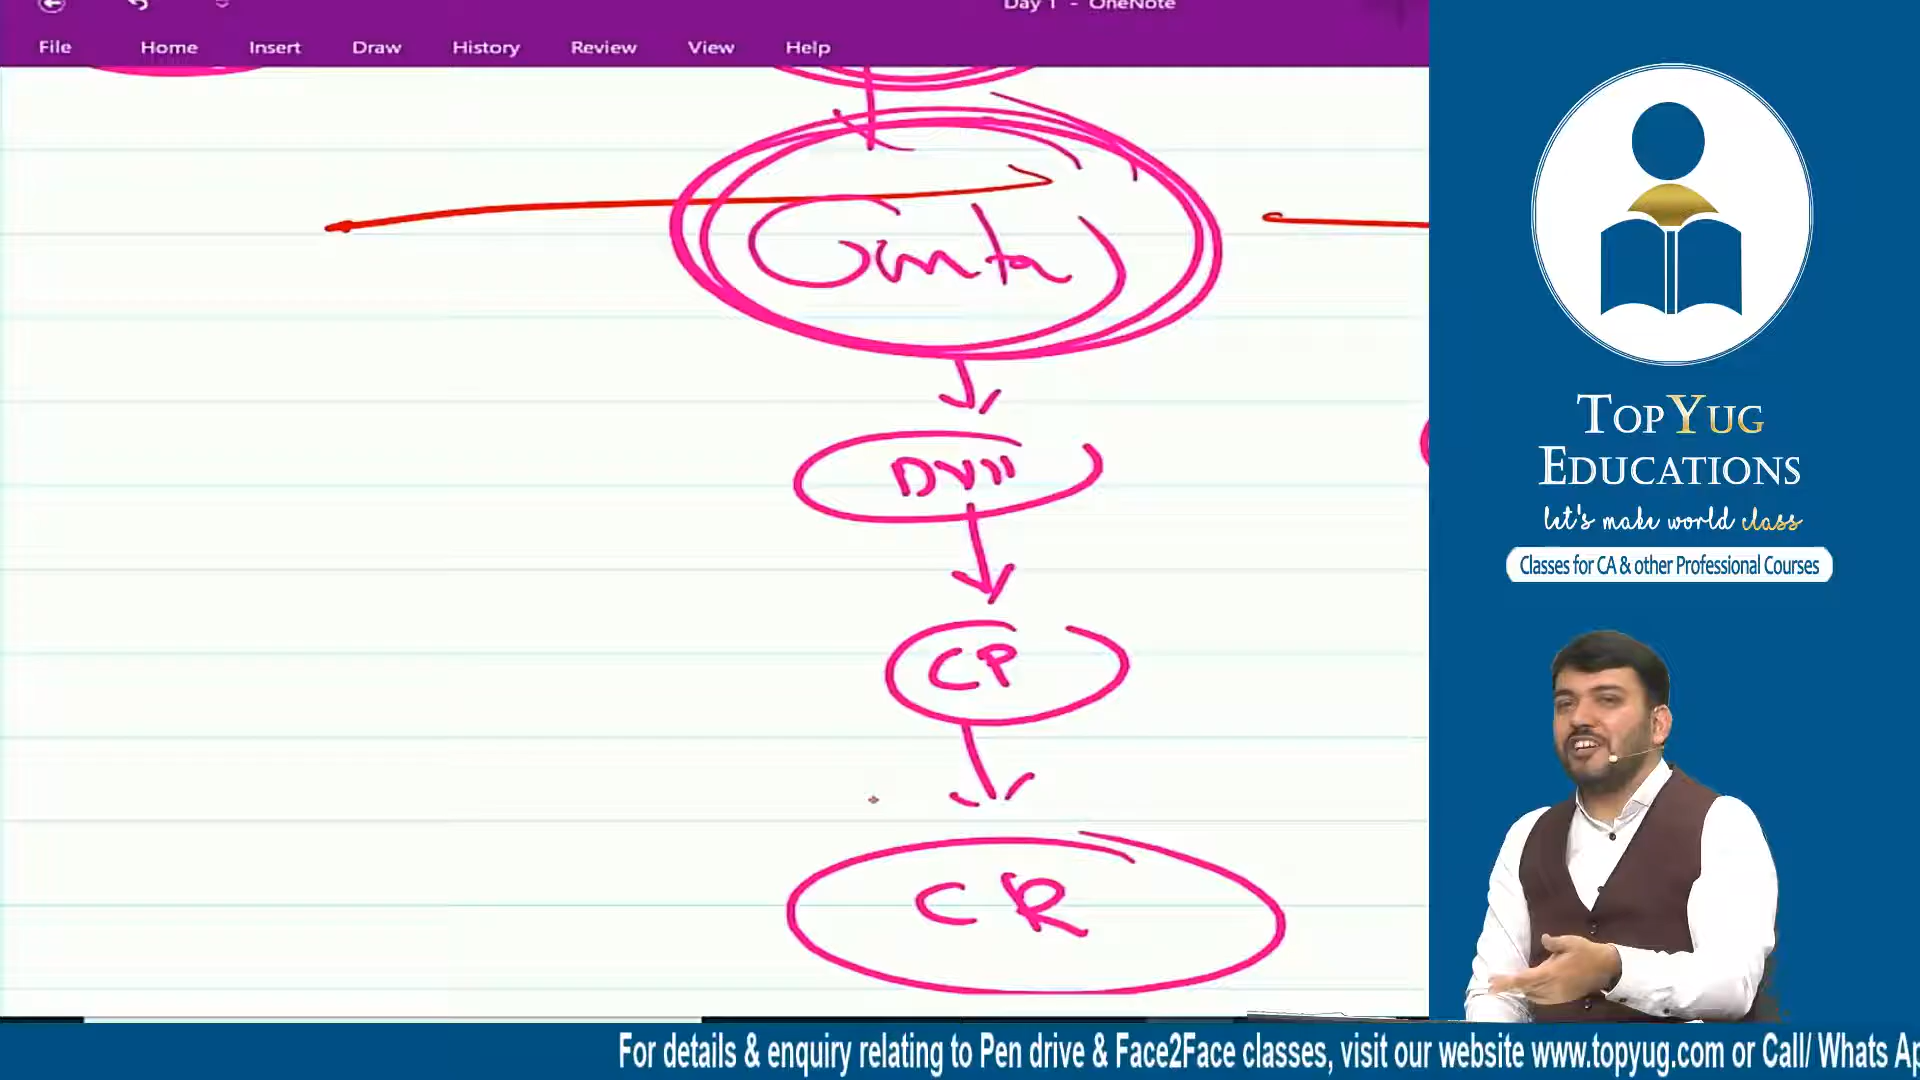 Day 1 - OneNote
File Home Insert Draw History Review View Help
DVM
CP
CR
TOPYUG
EDUCATIONS
let's make world class
Classes for CA & other Professional Courses
For details & enquiry relating to Pen drive & Face2Face classes, visit our website www.topyug.com or Call/ Whats Ap